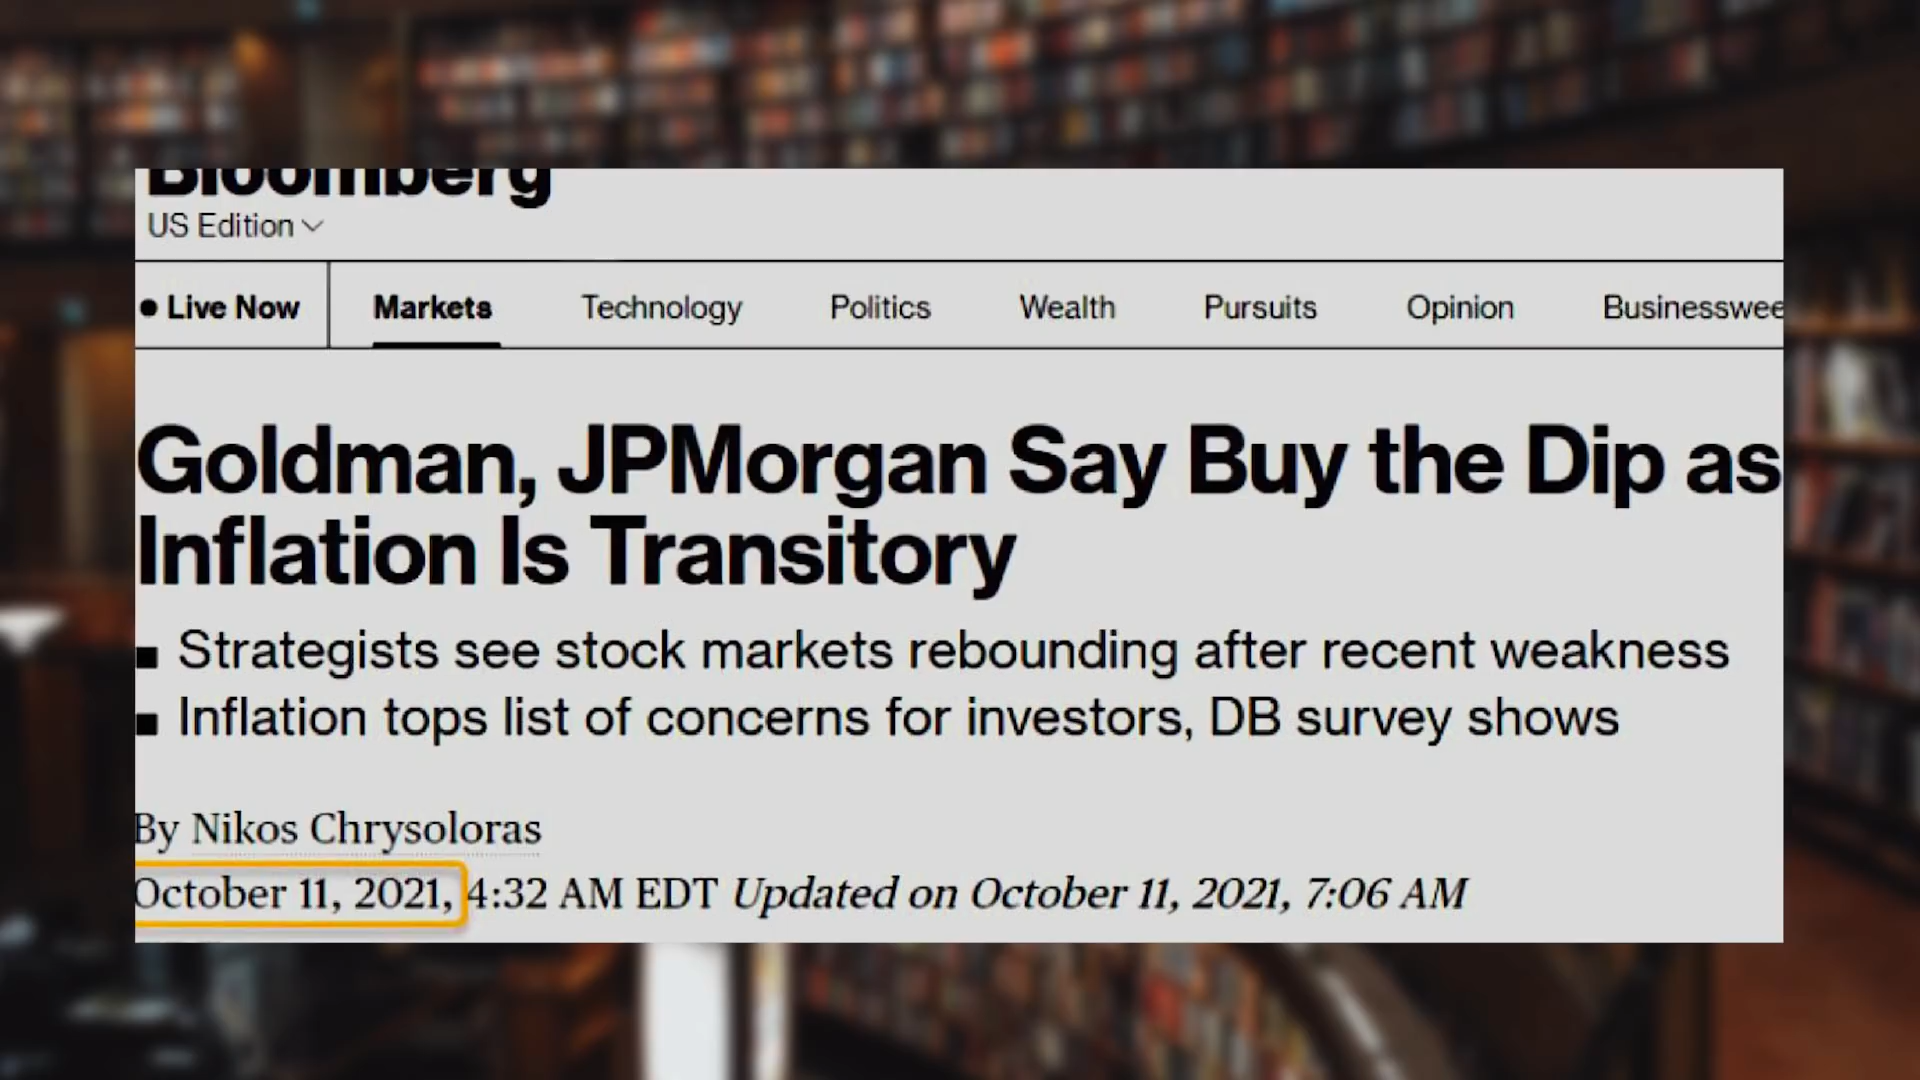 Bloomberg
US Edition
Live Now Markets Technology Politics Wealth Pursuits Opinion Businesswee
Goldman, JPMorgan Say Buy the Dip as
Inflation Is Transitory
Strategists see stock markets rebounding after recent weakness
Inflation tops list of concerns for investors, DB survey shows
By Nikos Chrysoloras
October 11, 2021, 4:32 AM EDT Updated on October 11, 2021, 7:06 AM